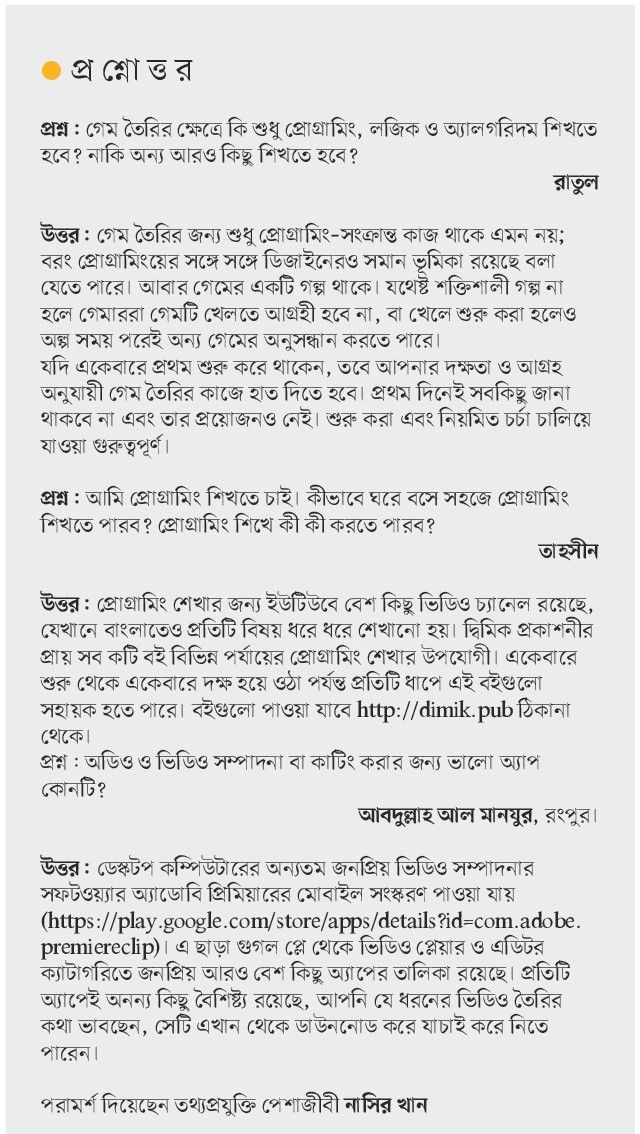 প্রশ্নোত্তর
প্রশ্ন : গেম তৈরির ক্ষেত্রে কি শুধু প্রোগ্রামিং, লজিক ও অ্যালগরিদম শিখতে
হবে? নাকি অন্য আরও কিছু শিখতে হবে?
রাতুল
উত্তর : গেম তৈরির জন্য শুধু প্রোগ্রামিং-সংক্রান্ত কাজ থাকে এমন নয়;
বরং প্রোগ্রামিংয়ের সঙ্গে সঙ্গে ডিজাইনেরও সমান ভূমিকা রয়েছে বলা
যেতে পারে। আবার গেমের একটি গল্প থাকে। যথেষ্ট শক্তিশালী গল্প না
হলে গেমাররা গেমটি খেলতে আগ্রহী হবে না, বা খেলে শুরু করা হলেও
অল্প সময় পরেই অন্য গেমের অনুসন্ধান করতে পারে।
যদি একেবারে প্রথম শুরু করে থাকেন, তবে আপনার দক্ষতা ও আগ্রহ
অনুযায়ী গেম তৈরির কাজে হাত দিতে হবে। প্রথম দিনেই সবকিছু জানা
থাকবে না এবং তার প্রয়োজনও নেই। শুরু করা এবং নিয়মিত চর্চা চালিয়ে
যাওয়া গুরুত্বপূর্ণ।
প্রশ্ন : আমি প্রোগ্রামিং শিখতে চাই। কীভাবে ঘরে বসে সহজে প্রোগ্রামিং
শিখতে পারব? প্রোগ্রামিং শিখে কী কী করতে পারব?
তাহসীন
উত্তর : প্রোগ্রামিং শেখার জন্য ইউটিউবে বেশ কিছু ভিডিও চ্যানেল রয়েছে,
যেখানে বাংলাতেও প্রতিটি বিষয় ধরে ধরে শেখানো হয়। দ্বিমিক প্রকাশনীর
প্রায় সব কটি বই বিভিন্ন পর্যায়ের প্রোগ্রামিং শেখার উপযোগী। একেবারে
শুরু থেকে একেবারে দক্ষ হয়ে ওঠা পর্যন্ত প্রতিটি ধাপে এই বইগুলো
সহায়ক হতে পারে। বইগুলো পাওয়া যাবে http://dimik.pub ঠিকানা
থেকে।
প্রশ্ন : অডিও ও ভিডিও সম্পাদনা বা কাটিং করার জন্য ভালো অ্যাপ
কোনটি?
আবদুল্লাহ আল মানযুর, রংপুর।
উত্তর : ডেস্কটপ কম্পিউটারের অন্যতম জনপ্রিয় ভিডিও সম্পাদনার
সফটওয়্যার অ্যাডোবি প্রিমিয়ারের মোবাইল সংস্করণ পাওয়া যায়
(https://play.google.com/store/apps/details?id=com.adobe.
premiereclip)। এ ছাড়া গুগল প্লে থেকে ভিডিও প্লেয়ার ও এডিটর
ক্যাটাগরিতে জনপ্রিয় আরও বেশ কিছু অ্যাপের তালিকা রয়েছে। প্রতিটি
অ্যাপেই অনন্য কিছু বৈশিষ্ট্য রয়েছে, আপনি যে ধরনের ভিডিও তৈরির
কথা ভাবছেন, সেটি এখান থেকে ডাউননোড করে যাচাই করে নিতে
পারেন।
পরামর্শ দিয়েছেন তথ্যপ্রযুক্তি পেশাজীবী নাসির খান